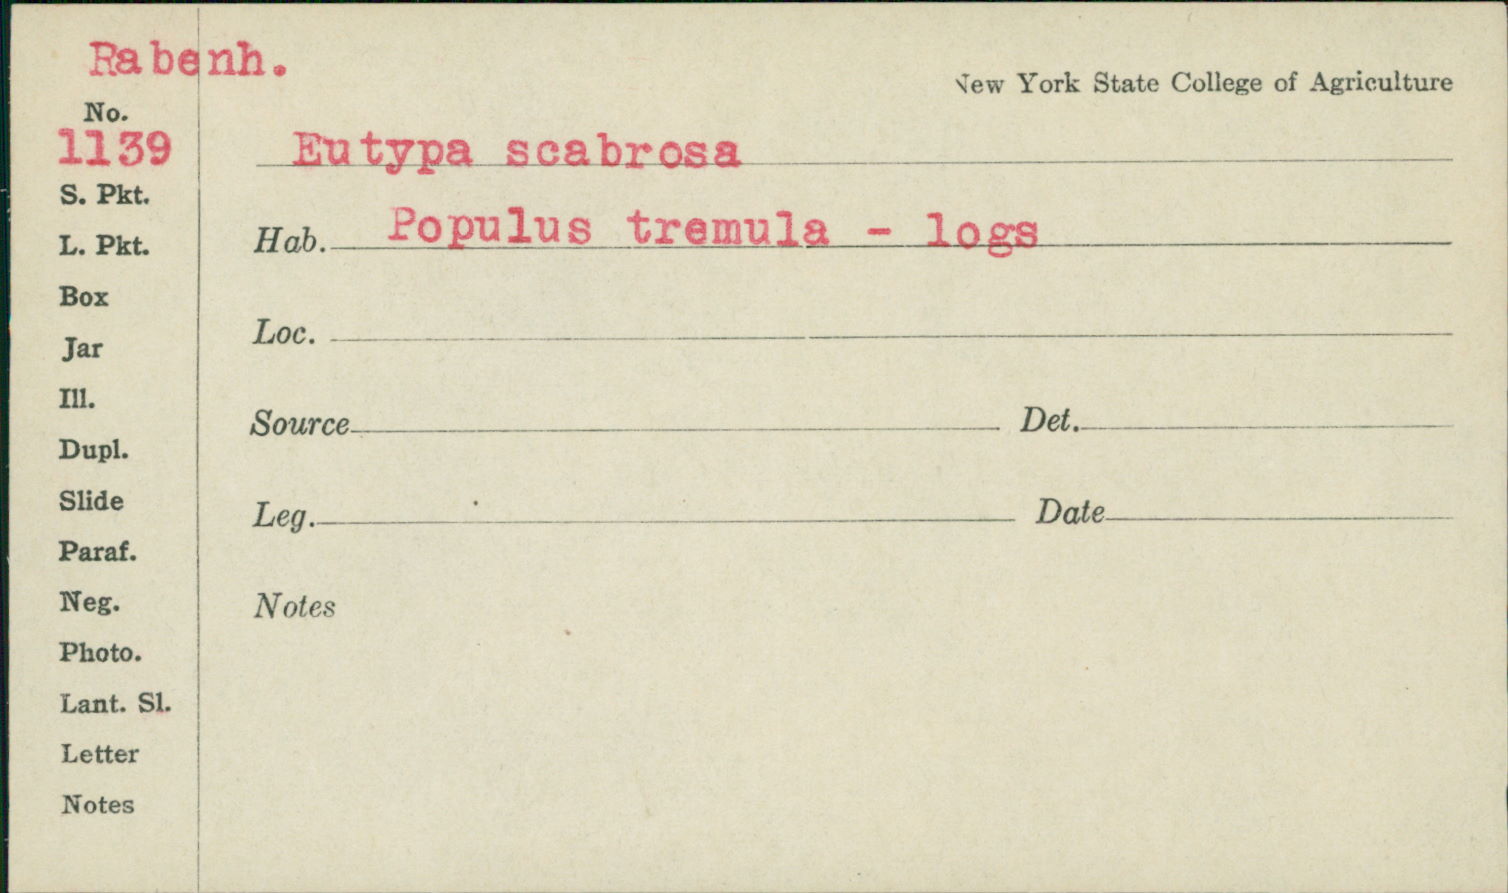 Rabenh.
New York State College of Agriculture
No.
1139
Eutypa scabrosa
S. Pkt.
Hab. Populus tremula - logs
L. Pkt.
Box
Loc.
Jar
Ill.
Source Det.
Dupl.
Slide
Leg. Date
Paraf.
Neg.
Notes
Photo.
Lant. Sl.
Letter
Notes